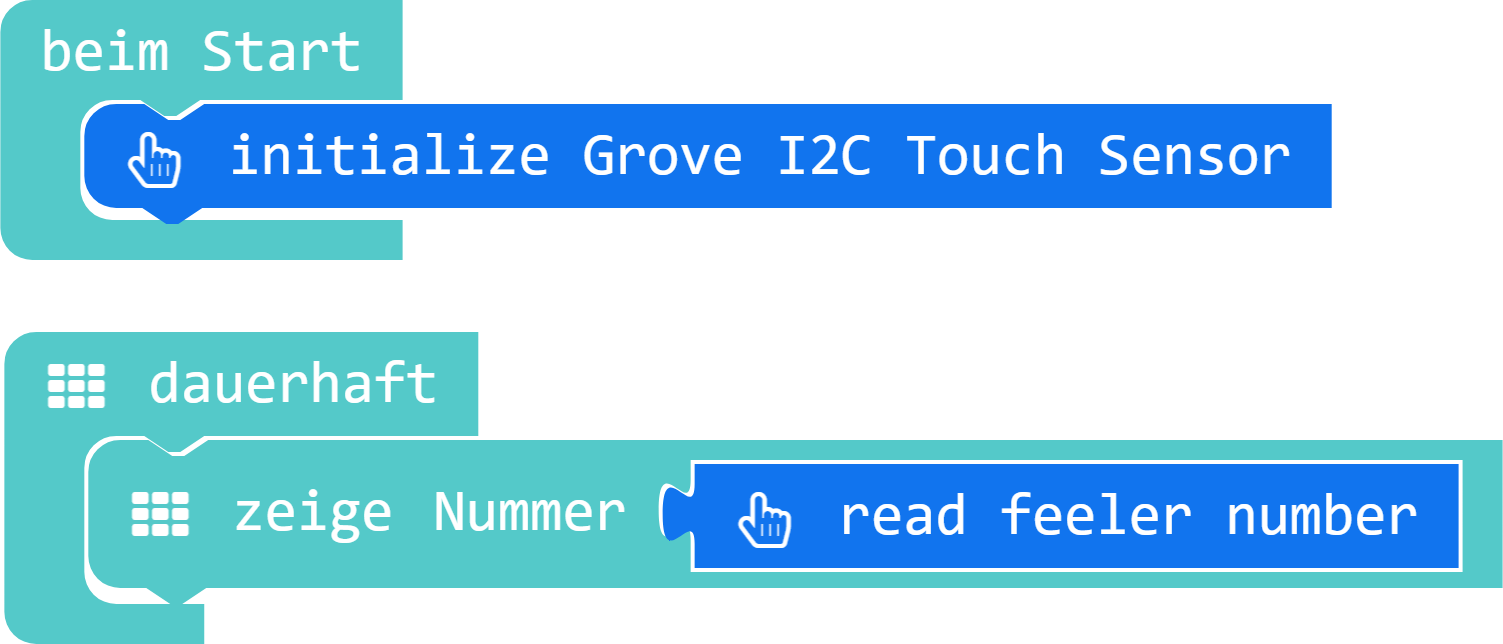 beim Start
initialize Grove I2C Touch Sensor
dauerhaft
zeige Nummer read feeler number